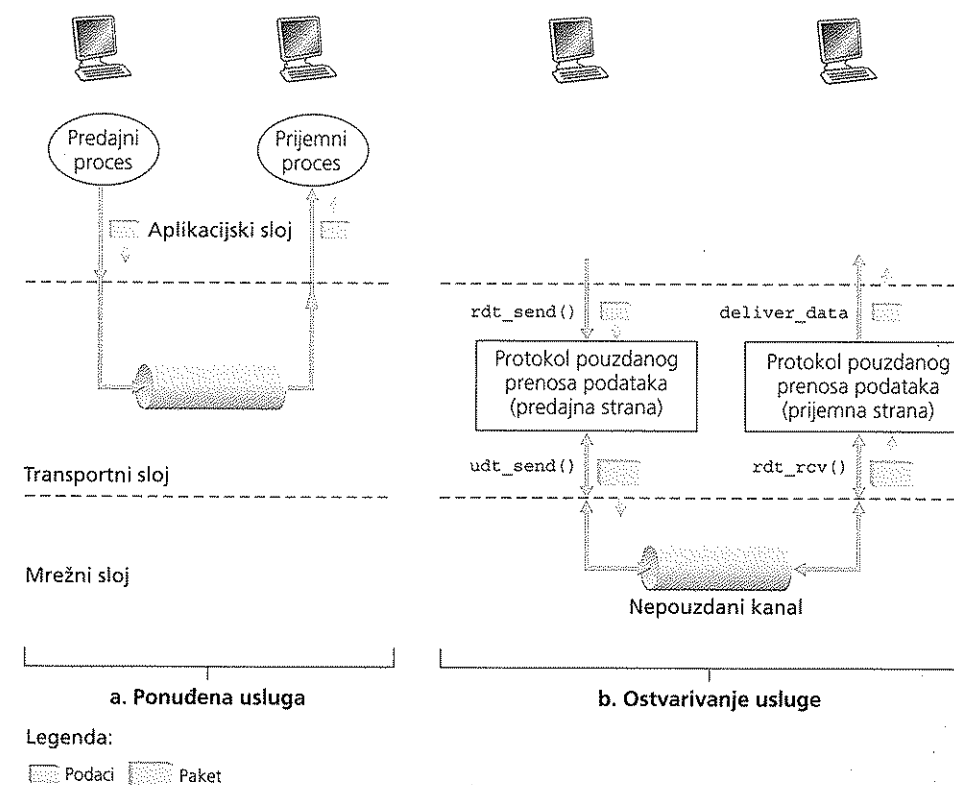 Predajni
proces
Prijemni
proces
Aplikacijski sloj
Transportni sloj
Mrežni sloj
a. Ponuđena usluga
rdt_send()
deliver_data
Protokol pouzdanog
prenosa podataka
(predajna strana)
Protokol pouzdanog
prenosa podataka
(prijemna strana)
udt_send()
rdt_rcv()
Nepouzdani kanal
b. Ostvarivanje usluge
Legenda:
Podaci
Paket